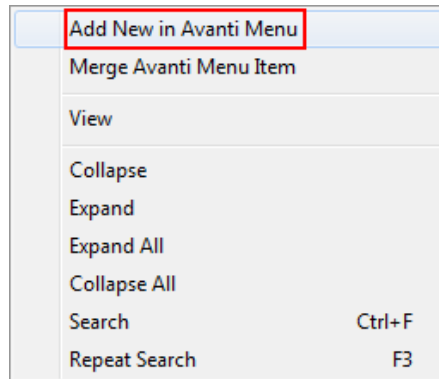 Add New in Avanti Menu
Merge Avanti Menu Item
View
Collapse
Expand
Expand All
Collapse All
Search Ctrl+F
Repeat Search F3